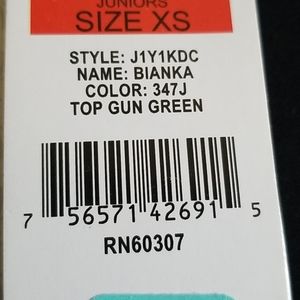 JUNIORS
SIZE XS
STYLE: J1Y1KDC
NAME: BIANKA
COLOR: 347J
TOP GUN GREEN
7 56571 42691 5
RN60307